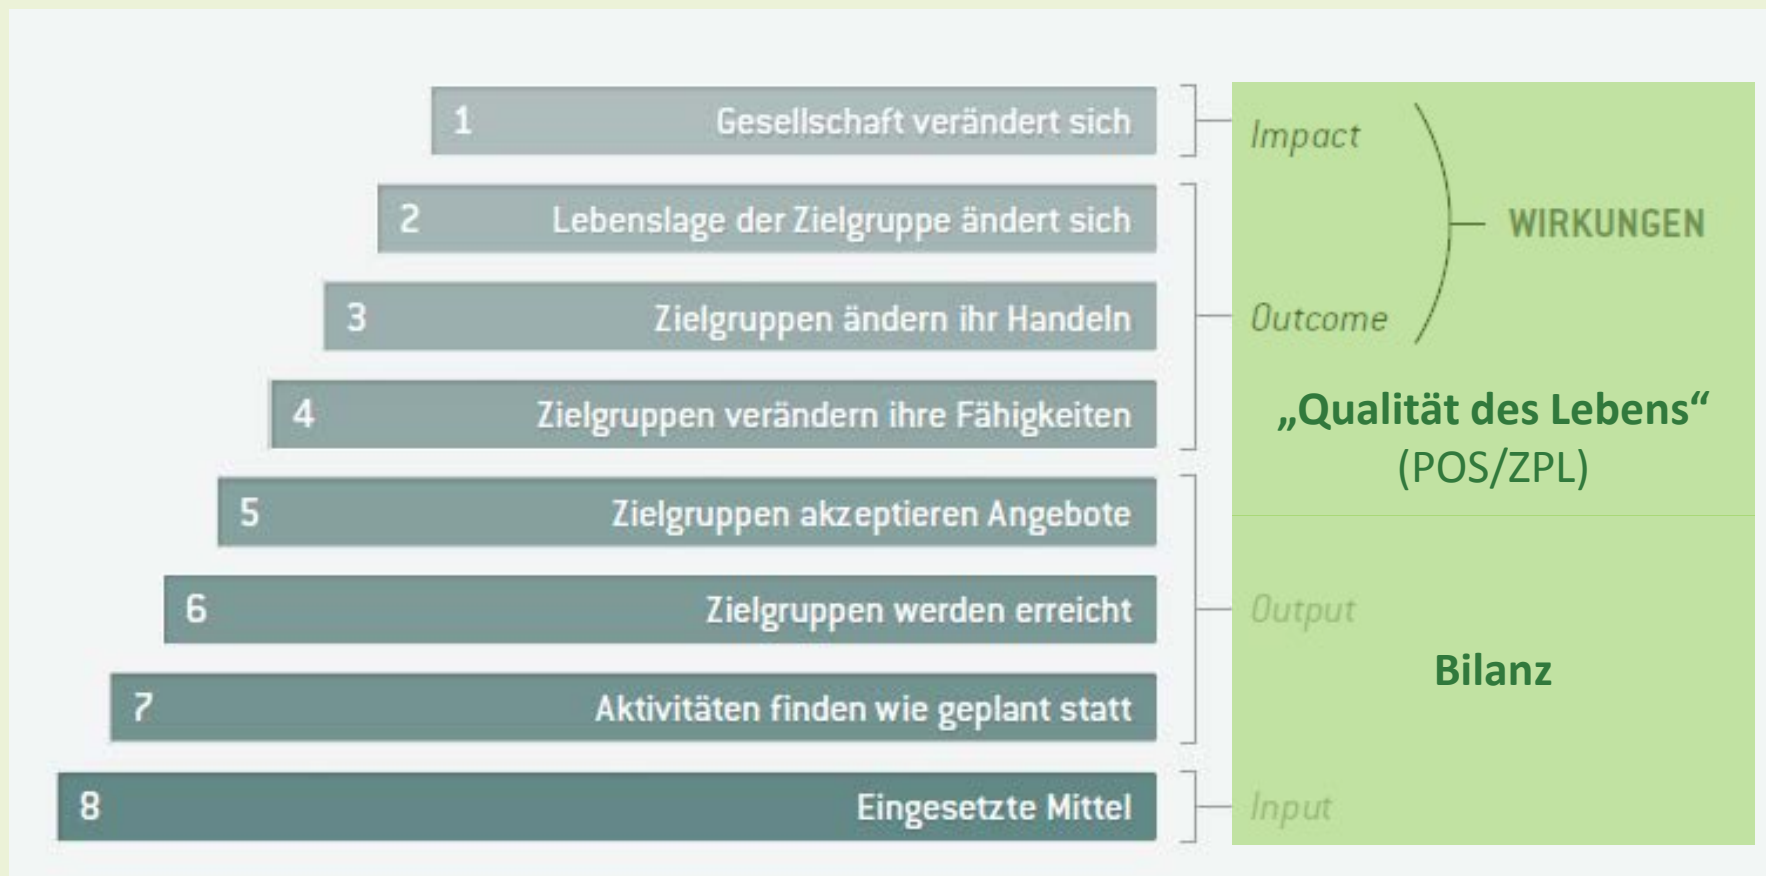 1 Gesellschaft verändert sich
Impact
2 Lebenslage der Zielgruppe ändert sich
WIRKUNGEN
3 Zielgruppen ändern ihr Handeln
Outcome
4 Zielgruppen verändern ihre Fähigkeiten
„Qualität des Lebens“
(POS/ZPL)
5 Zielgruppen akzeptieren Angebote
6 Zielgruppen werden erreicht
Output
Bilanz
7 Aktivitäten finden wie geplant statt
8 Eingesetzte Mittel
Input